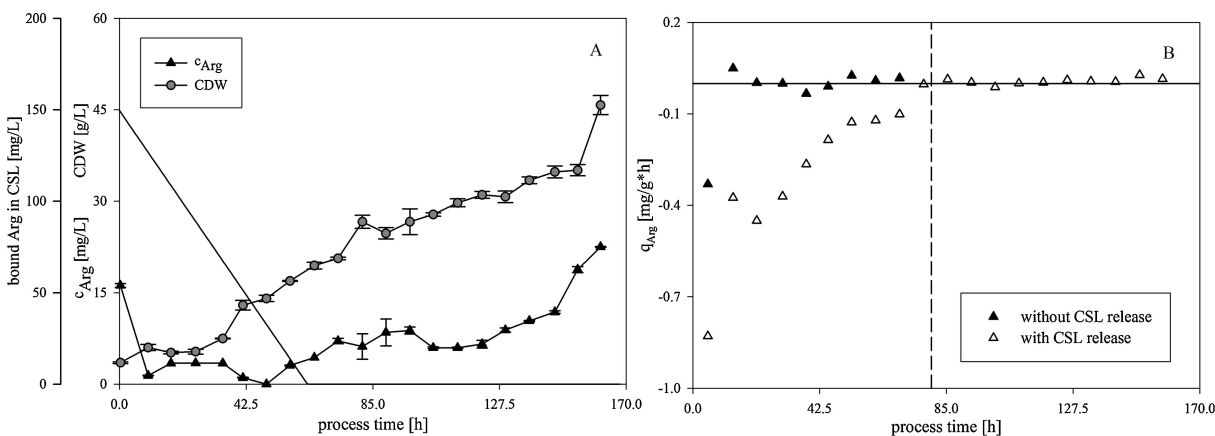 A
cArg
CDW
bound Arg in CSL [mg/L]
200
150
100
50
0
cArg [mg/L] CDW [g/L]
60
45
30
15
0
0.0 42.5 85.0 127.5 170.0
process time [h]
B
qArg [mg/g*h]
0.2
-0.1
-0.4
-0.7
-1.0
without CSL release
with CSL release
0.0 42.5 85.0 127.5 170.0
process time [h]